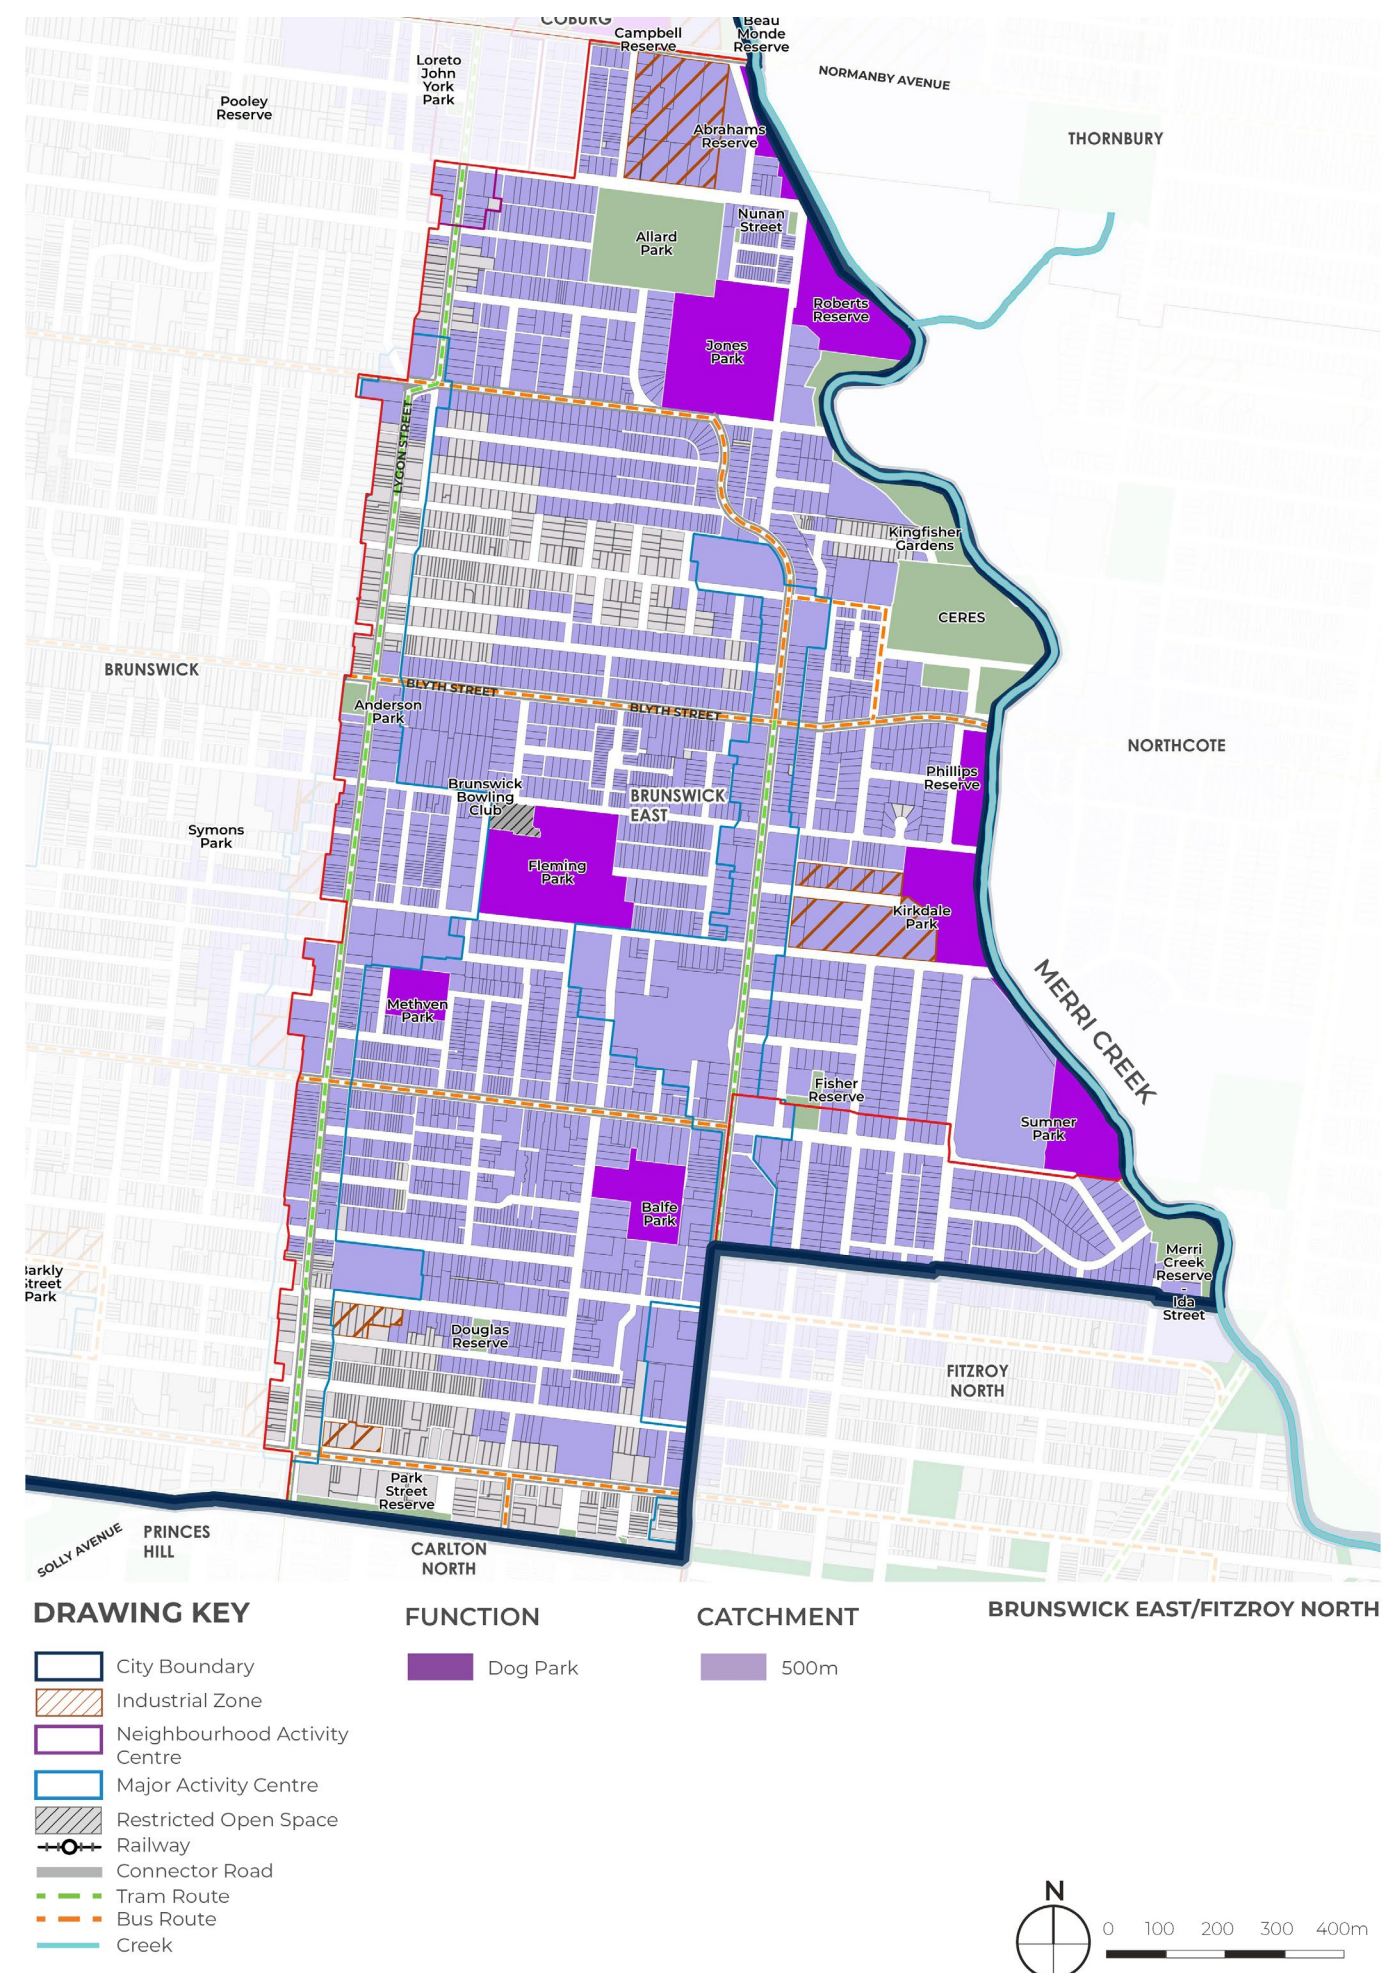 COBURG
Campbell
Reserve
Beau
Monde
Reserve
Loreto
John
York
Park
NORMANBY AVENUE
Pooley
Reserve
Abrahams
Reserve
THORNBURY
Nunan
Street
Allard
Park
Roberts
Reserve
Jones
Park
LYGON STREET
Kingfisher
Gardens
CERES
BRUNSWICK
BLYTH STREET
BLYTH STREET
Anderson
Park
NORTHCOTE
Phillips
Reserve
Brunswick
Bowling
Club
BRUNSWICK
EAST
Symons
Park
Fleming
Park
Kirkdale
Park
MERRI CREEK
Methven
Park
Fisher
Reserve
Sumner
Park
Balfe
Park
Merri
Creek
Reserve
-
Ida
Street
Barkly
Street
Park
Douglas
Reserve
FITZROY
NORTH
Park
Street
Reserve
SOLLY AVENUE
PRINCES
HILL
CARLTON
NORTH
DRAWING KEY
City Boundary
Industrial Zone
Neighbourhood Activity
Centre
Major Activity Centre
Restricted Open Space
Railway
Connector Road
Tram Route
Bus Route
Creek
FUNCTION
Dog Park
CATCHMENT
500m
BRUNSWICK EAST/FITZROY NORTH
N
0 100 200 300 400m